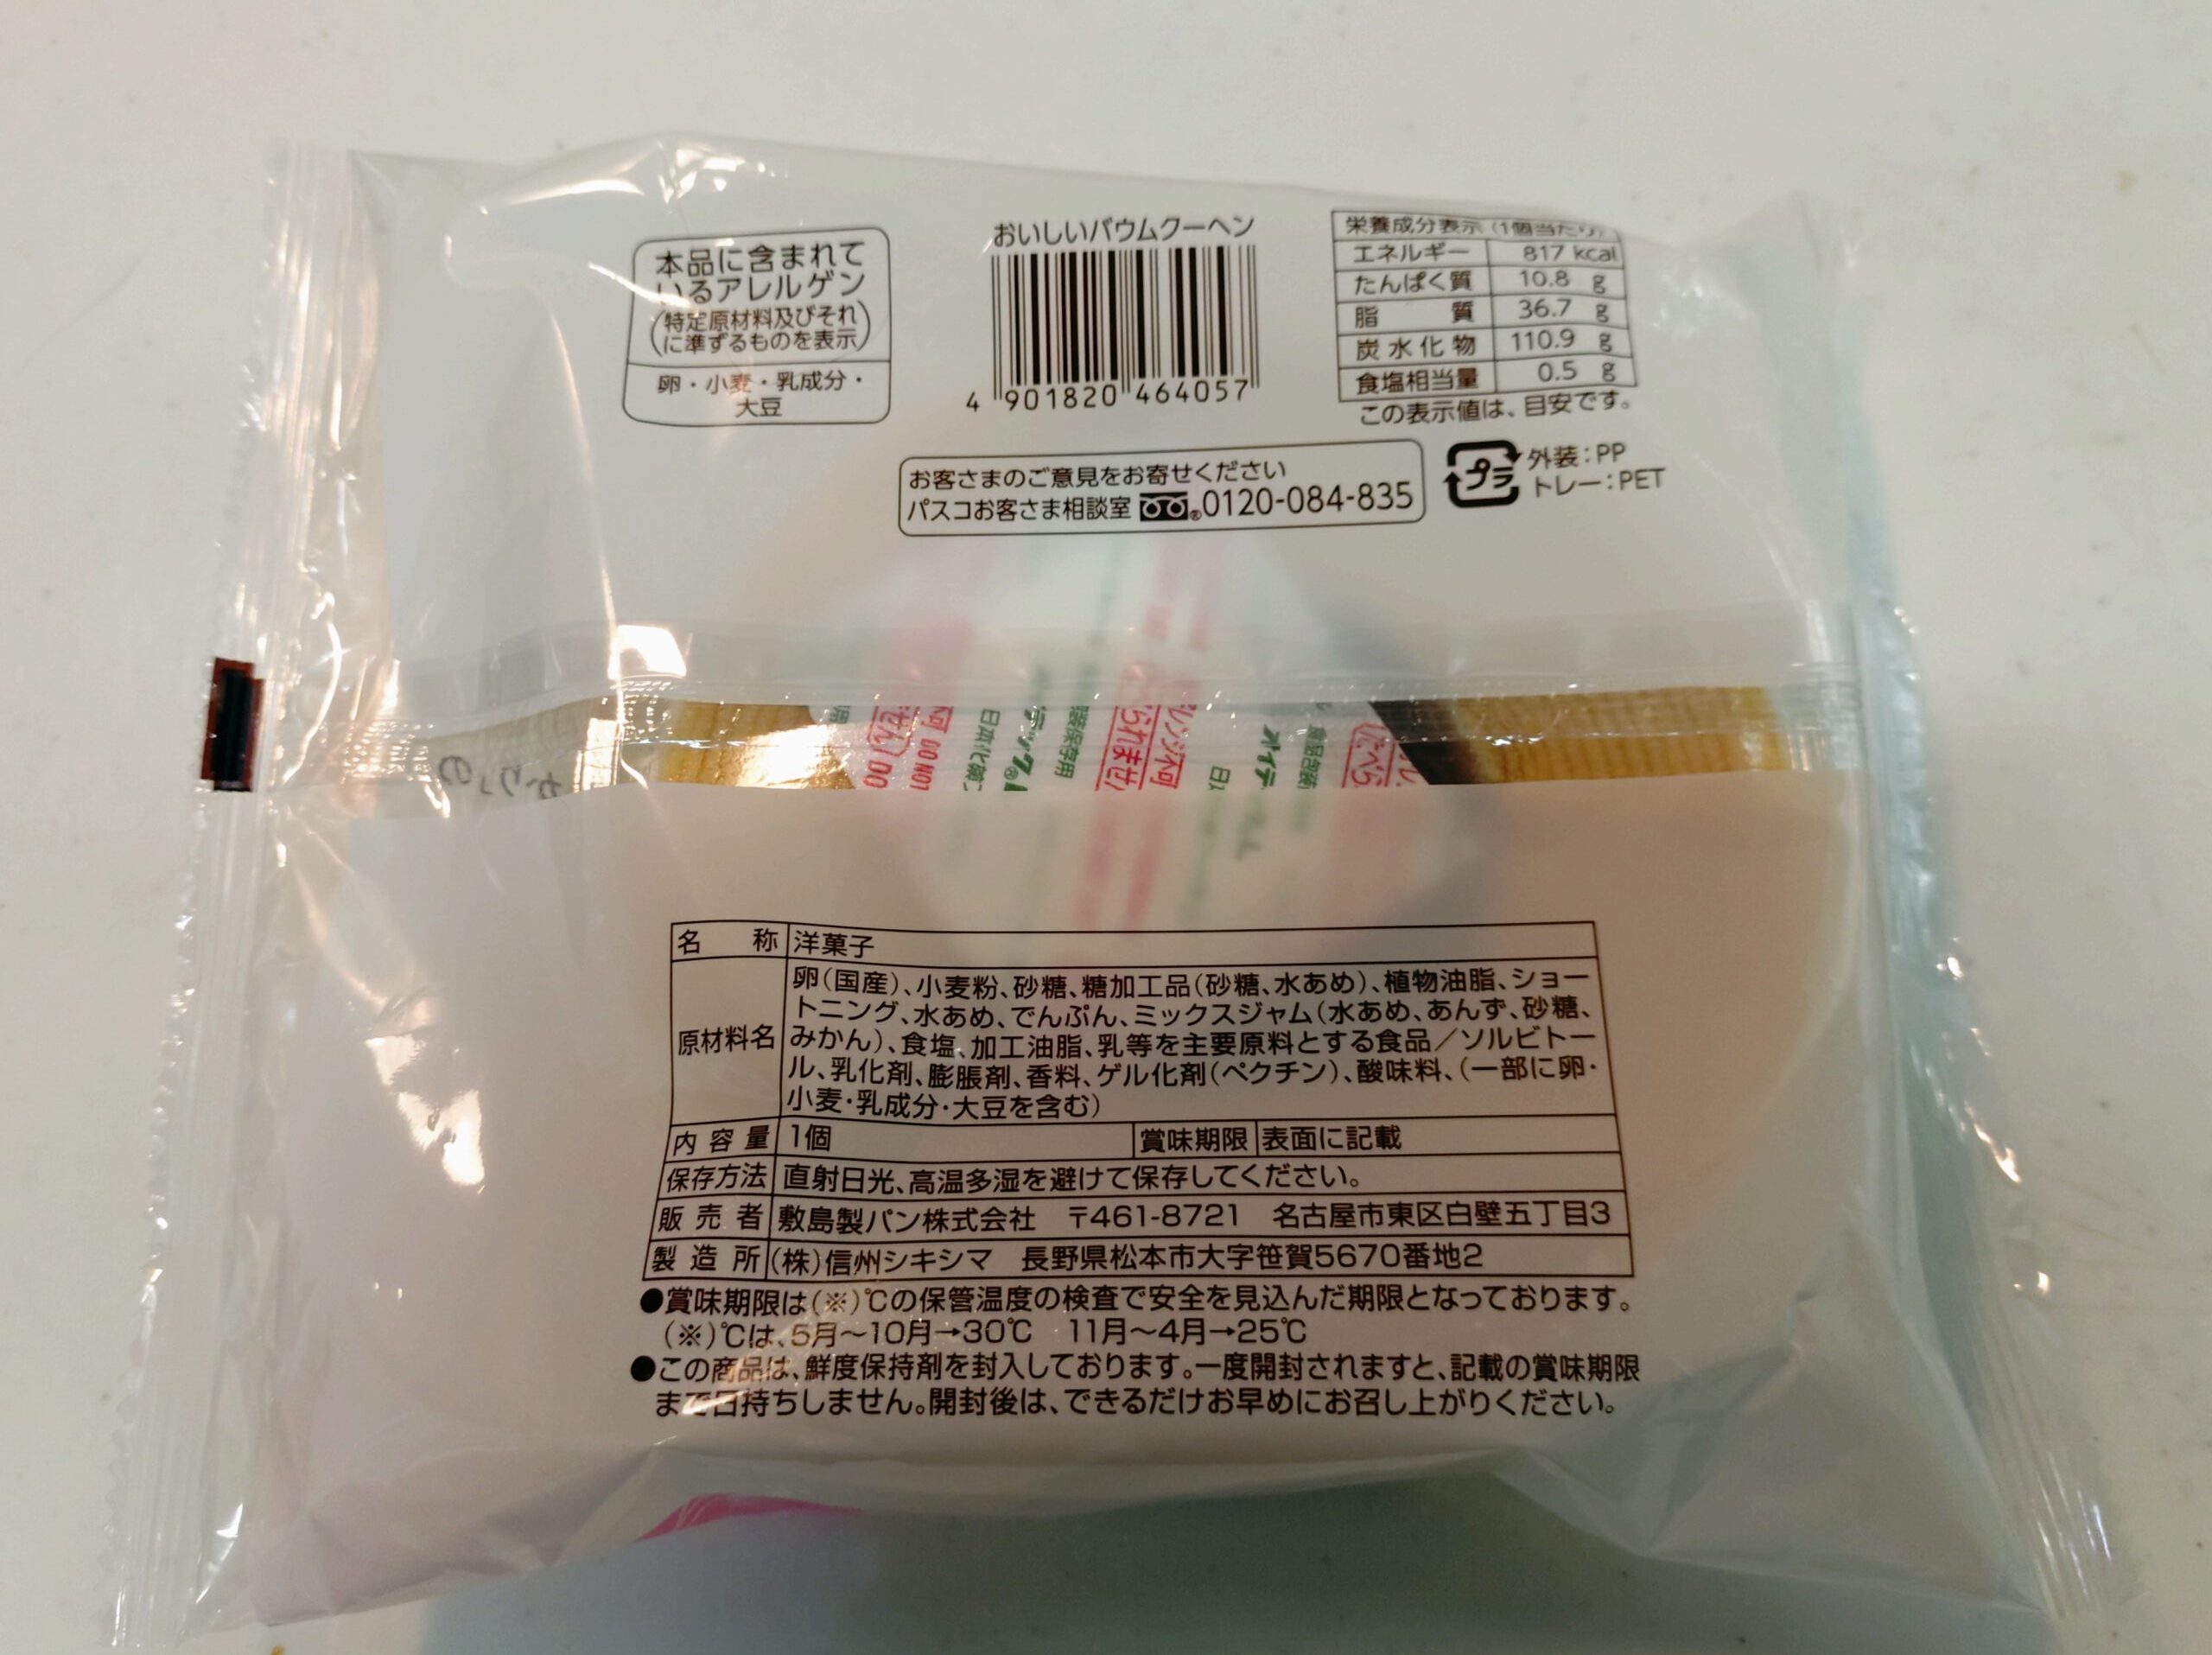 本品に含まれて
いるアレルゲン
(特定原材料及びそれ
に準ずるものを表示)
卵・小麦・乳成分・
大豆
おいしいバウムクーヘン
4 901820 464057
栄養成分表示(1個当たり)
エネルギー 817 kcal
たんぱく質 10.8 g
脂質 36.7 g
炭水化物 110.9 g
食塩相当量 0.5 g
この表示値は、目安です。
お客さまのご意見をお寄せください
パスコお客さま相談室 ®0120-084-835
プラ 外装:PP
トレー:PET
DO NOT
名称 洋菓子
原材料名 卵(国産)、小麦粉、砂糖、糖加工品(砂糖、水あめ)、植物油脂、ショー
トニング、水あめ、でんぷん、ミックスジャム(水あめ、あんず、砂糖、
みかん)、食塩、加工油脂、乳等を主要原料とする食品/ソルビトー
ル、乳化剤、膨脹剤、香料、ゲル化剤(ペクチン)、酸味料、(一部に卵・
小麦・乳成分・大豆を含む)
内容量 1個 賞味期限 表面に記載
保存方法 直射日光、高温多湿を避けて保存してください。
販売者 敷島製パン株式会社 〒461-8721 名古屋市東区白壁五丁目3
製造所 (株)信州シキシマ 長野県松本市大字笹賀5670番地2
●賞味期限は(※)℃の保管温度の検査で安全を見込んだ期限となっております。
(※)℃は、5月~10月→30℃ 11月~4月→25℃
●この商品は、鮮度保持剤を封入しております。一度開封されますと、記載の賞味期限
まで日持ちしません。開封後は、できるだけお早めにお召し上がりください。